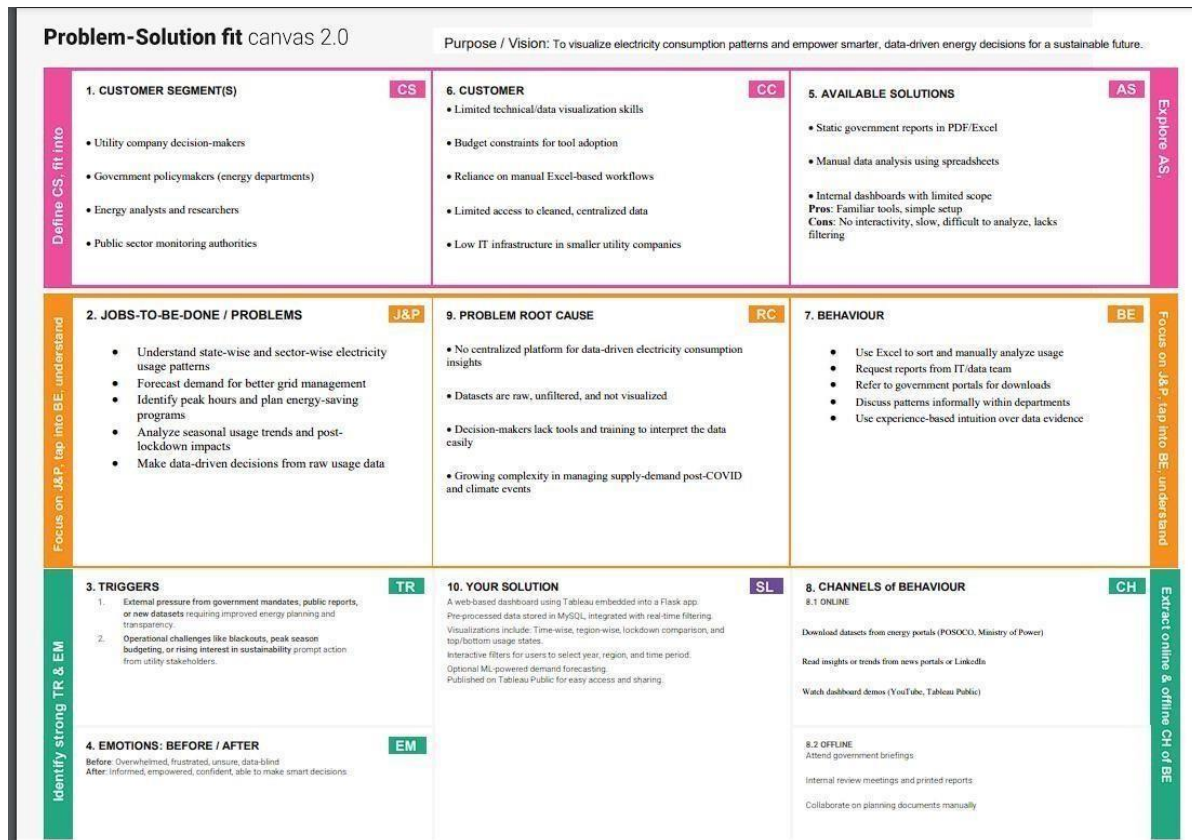 Problem-Solution fit canvas 2.0
Purpose / Vision: To visualize electricity consumption patterns and empower smarter, data-driven energy decisions for a sustainable future.
Define CS, fit into
1. CUSTOMER SEGMENT(S)
CS
• Utility company decision-makers
• Government policymakers (energy departments)
• Energy analysts and researchers
• Public sector monitoring authorities
6. CUSTOMER
CC
• Limited technical/data visualization skills
• Budget constraints for tool adoption
• Reliance on manual Excel-based workflows
• Limited access to cleaned, centralized data
• Low IT infrastructure in smaller utility companies
5. AVAILABLE SOLUTIONS
AS
• Static government reports in PDF/Excel
• Manual data analysis using spreadsheets
• Internal dashboards with limited scope
Pros: Familiar tools, simple setup
Cons: No interactivity, slow, difficult to analyze, lacks
filtering
Explore AS,
Focus on J&P, tap into BE, understand
2. JOBS-TO-BE-DONE / PROBLEMS
J&P
• Understand state-wise and sector-wise electricity
usage patterns
• Forecast demand for better grid management
• Identify peak hours and plan energy-saving
programs
• Analyze seasonal usage trends and post-
lockdown impacts
• Make data-driven decisions from raw usage data
9. PROBLEM ROOT CAUSE
RC
• No centralized platform for data-driven electricity consumption
insights
• Datasets are raw, unfiltered, and not visualized
• Decision-makers lack tools and training to interpret the data
easily
• Growing complexity in managing supply-demand post-COVID
and climate events
7. BEHAVIOUR
BE
• Use Excel to sort and manually analyze usage
• Request reports from IT/data team
• Refer to government portals for downloads
• Discuss patterns informally within departments
• Use experience-based intuition over data evidence
Focus on J&P, tap into BE, understand
Identify strong TR & EM
3. TRIGGERS
TR
1. External pressure from government mandates, public reports,
or new datasets requiring improved energy planning and
transparency.
2. Operational challenges like blackouts, peak season
budgeting, or rising interest in sustainability prompt action
from utility stakeholders.
4. EMOTIONS: BEFORE / AFTER
EM
Before: Overwhelmed, frustrated, unsure, data-blind
After: Informed, empowered, confident, able to make smart decisions
10. YOUR SOLUTION
SL
A web-based dashboard using Tableau embedded into a Flask app.
Pre-processed data stored in MySQL, integrated with real-time filtering.
Visualizations include: Time-wise, region-wise, lockdown comparison, and
top/bottom usage states.
Interactive filters for users to select year, region, and time period.
Optional ML-powered demand forecasting.
Published on Tableau Public for easy access and sharing.
8. CHANNELS of BEHAVIOUR
CH
8.1 ONLINE
Download datasets from energy portals (POSOCO, Ministry of Power)
Read insights or trends from news portals or LinkedIn
Watch dashboard demos (YouTube, Tableau Public)
8.2 OFFLINE
Attend government briefings
Internal review meetings and printed reports
Collaborate on planning documents manually
Extract online & offline CH of BE